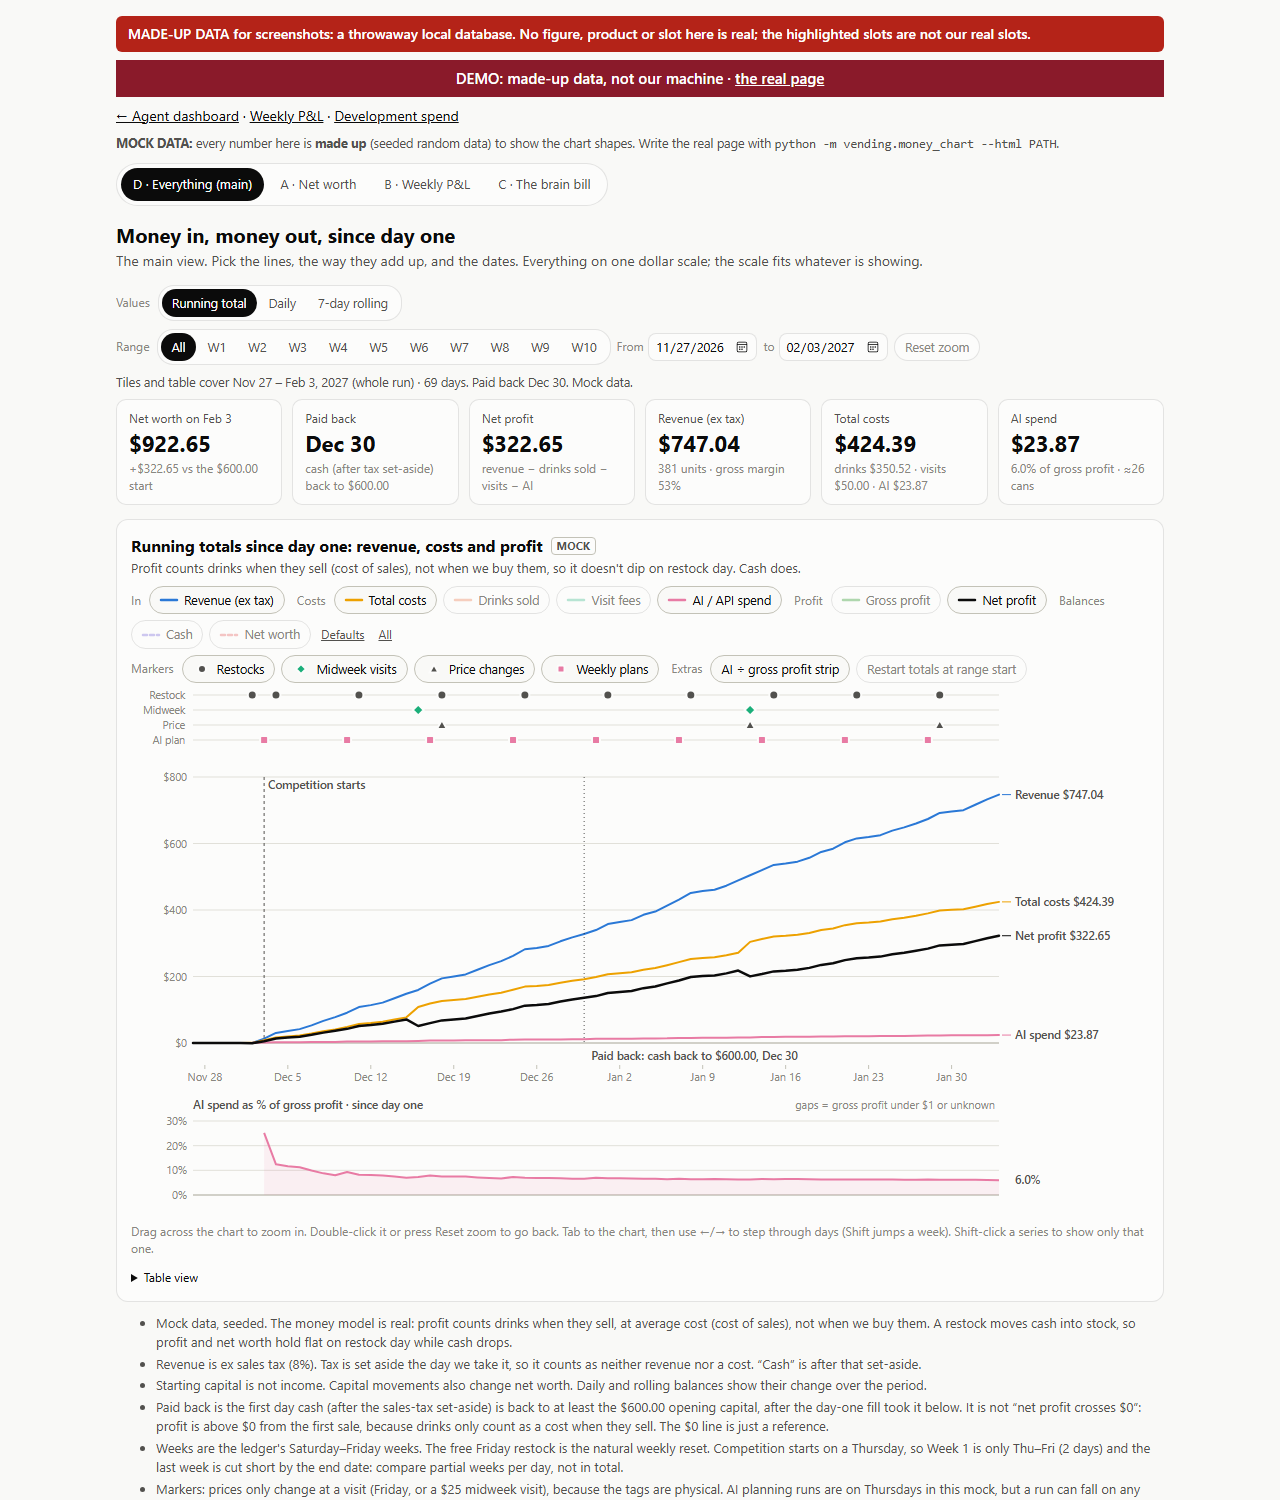 MADE-UP DATA for screenshots: a throwaway local database. No figure, product or slot here is real; the highlighted slots are not our real slots.
DEMO: made-up data, not our machine · the real page
← Agent dashboard · Weekly P&L · Development spend
MOCK DATA: every number here is made up (seeded random data) to show the chart shapes. Write the real page with python -m vending.money_chart --html PATH.
D · Everything (main) A · Net worth B · Weekly P&L C · The brain bill
Money in, money out, since day one
The main view. Pick the lines, the way they add up, and the dates. Everything on one dollar scale; the scale fits whatever is showing.
Values Running total Daily 7-day rolling
Range All W1 W2 W3 W4 W5 W6 W7 W8 W9 W10 From 11/27/2026 to 02/03/2027 Reset zoom
Tiles and table cover Nov 27 – Feb 3, 2027 (whole run) · 69 days. Paid back Dec 30. Mock data.
Net worth on Feb 3
$922.65
+$322.65 vs the $600.00
start
Paid back
Dec 30
cash (after tax set-aside)
back to $600.00
Net profit
$322.65
revenue − drinks sold −
visits − AI
Revenue (ex tax)
$747.04
381 units · gross margin
53%
Total costs
$424.39
drinks $350.52 · visits
$50.00 · AI $23.87
AI spend
$23.87
6.0% of gross profit · ≈26
cans
Running totals since day one: revenue, costs and profit MOCK
Profit counts drinks when they sell (cost of sales), not when we buy them, so it doesn't dip on restock day. Cash does.
In Revenue (ex tax) Costs Total costs Drinks sold Visit fees AI / API spend Profit Gross profit Net profit Balances
Cash Net worth Defaults All
Markers Restocks Midweek visits Price changes Weekly plans Extras AI ÷ gross profit strip Restart totals at range start
Restock
Midweek
Price
AI plan
$800
Competition starts
Revenue $747.04
$600
$400
Total costs $424.39
Net profit $322.65
$200
$0
AI spend $23.87
Paid back: cash back to $600.00, Dec 30
Nov 28 Dec 5 Dec 12 Dec 19 Dec 26 Jan 2 Jan 9 Jan 16 Jan 23 Jan 30
AI spend as % of gross profit · since day one gaps = gross profit under $1 or unknown
30%
20%
10%
6.0%
0%
Drag across the chart to zoom in. Double-click it or press Reset zoom to go back. Tab to the chart, then use ←/→ to step through days (Shift jumps a week). Shift-click a series to show only that
one.
Table view
Mock data, seeded. The money model is real: profit counts drinks when they sell, at average cost (cost of sales), not when we buy them. A restock moves cash into stock, so
profit and net worth hold flat on restock day while cash drops.
Revenue is ex sales tax (8%). Tax is set aside the day we take it, so it counts as neither revenue nor a cost. “Cash” is after that set-aside.
Starting capital is not income. Capital movements also change net worth. Daily and rolling balances show their change over the period.
Paid back is the first day cash (after the sales-tax set-aside) is back to at least the $600.00 opening capital, after the day-one fill took it below. It is not “net profit crosses $0”:
profit is above $0 from the first sale, because drinks only count as a cost when they sell. The $0 line is just a reference.
Weeks are the ledger's Saturday–Friday weeks. The free Friday restock is the natural weekly reset. Competition starts on a Thursday, so Week 1 is only Thu–Fri (2 days) and the
last week is cut short by the end date: compare partial weeks per day, not in total.
Markers: prices only change at a visit (Friday, or a $25 midweek visit), because the tags are physical. AI planning runs are on Thursdays in this mock, but a run can fall on any